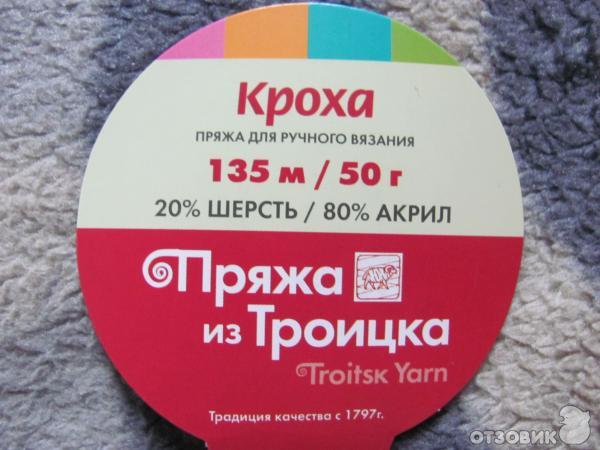 Кроха
ПРЯЖА ДЛЯ РУЧНОГО ВЯЗАНИЯ
135 м / 50 г
20% ШЕРСТЬ / 80% АКРИЛ
Пряжа
из Троицка
Troitsk Yarn
Традиция качества с 1797г.
ОТЗОВИК